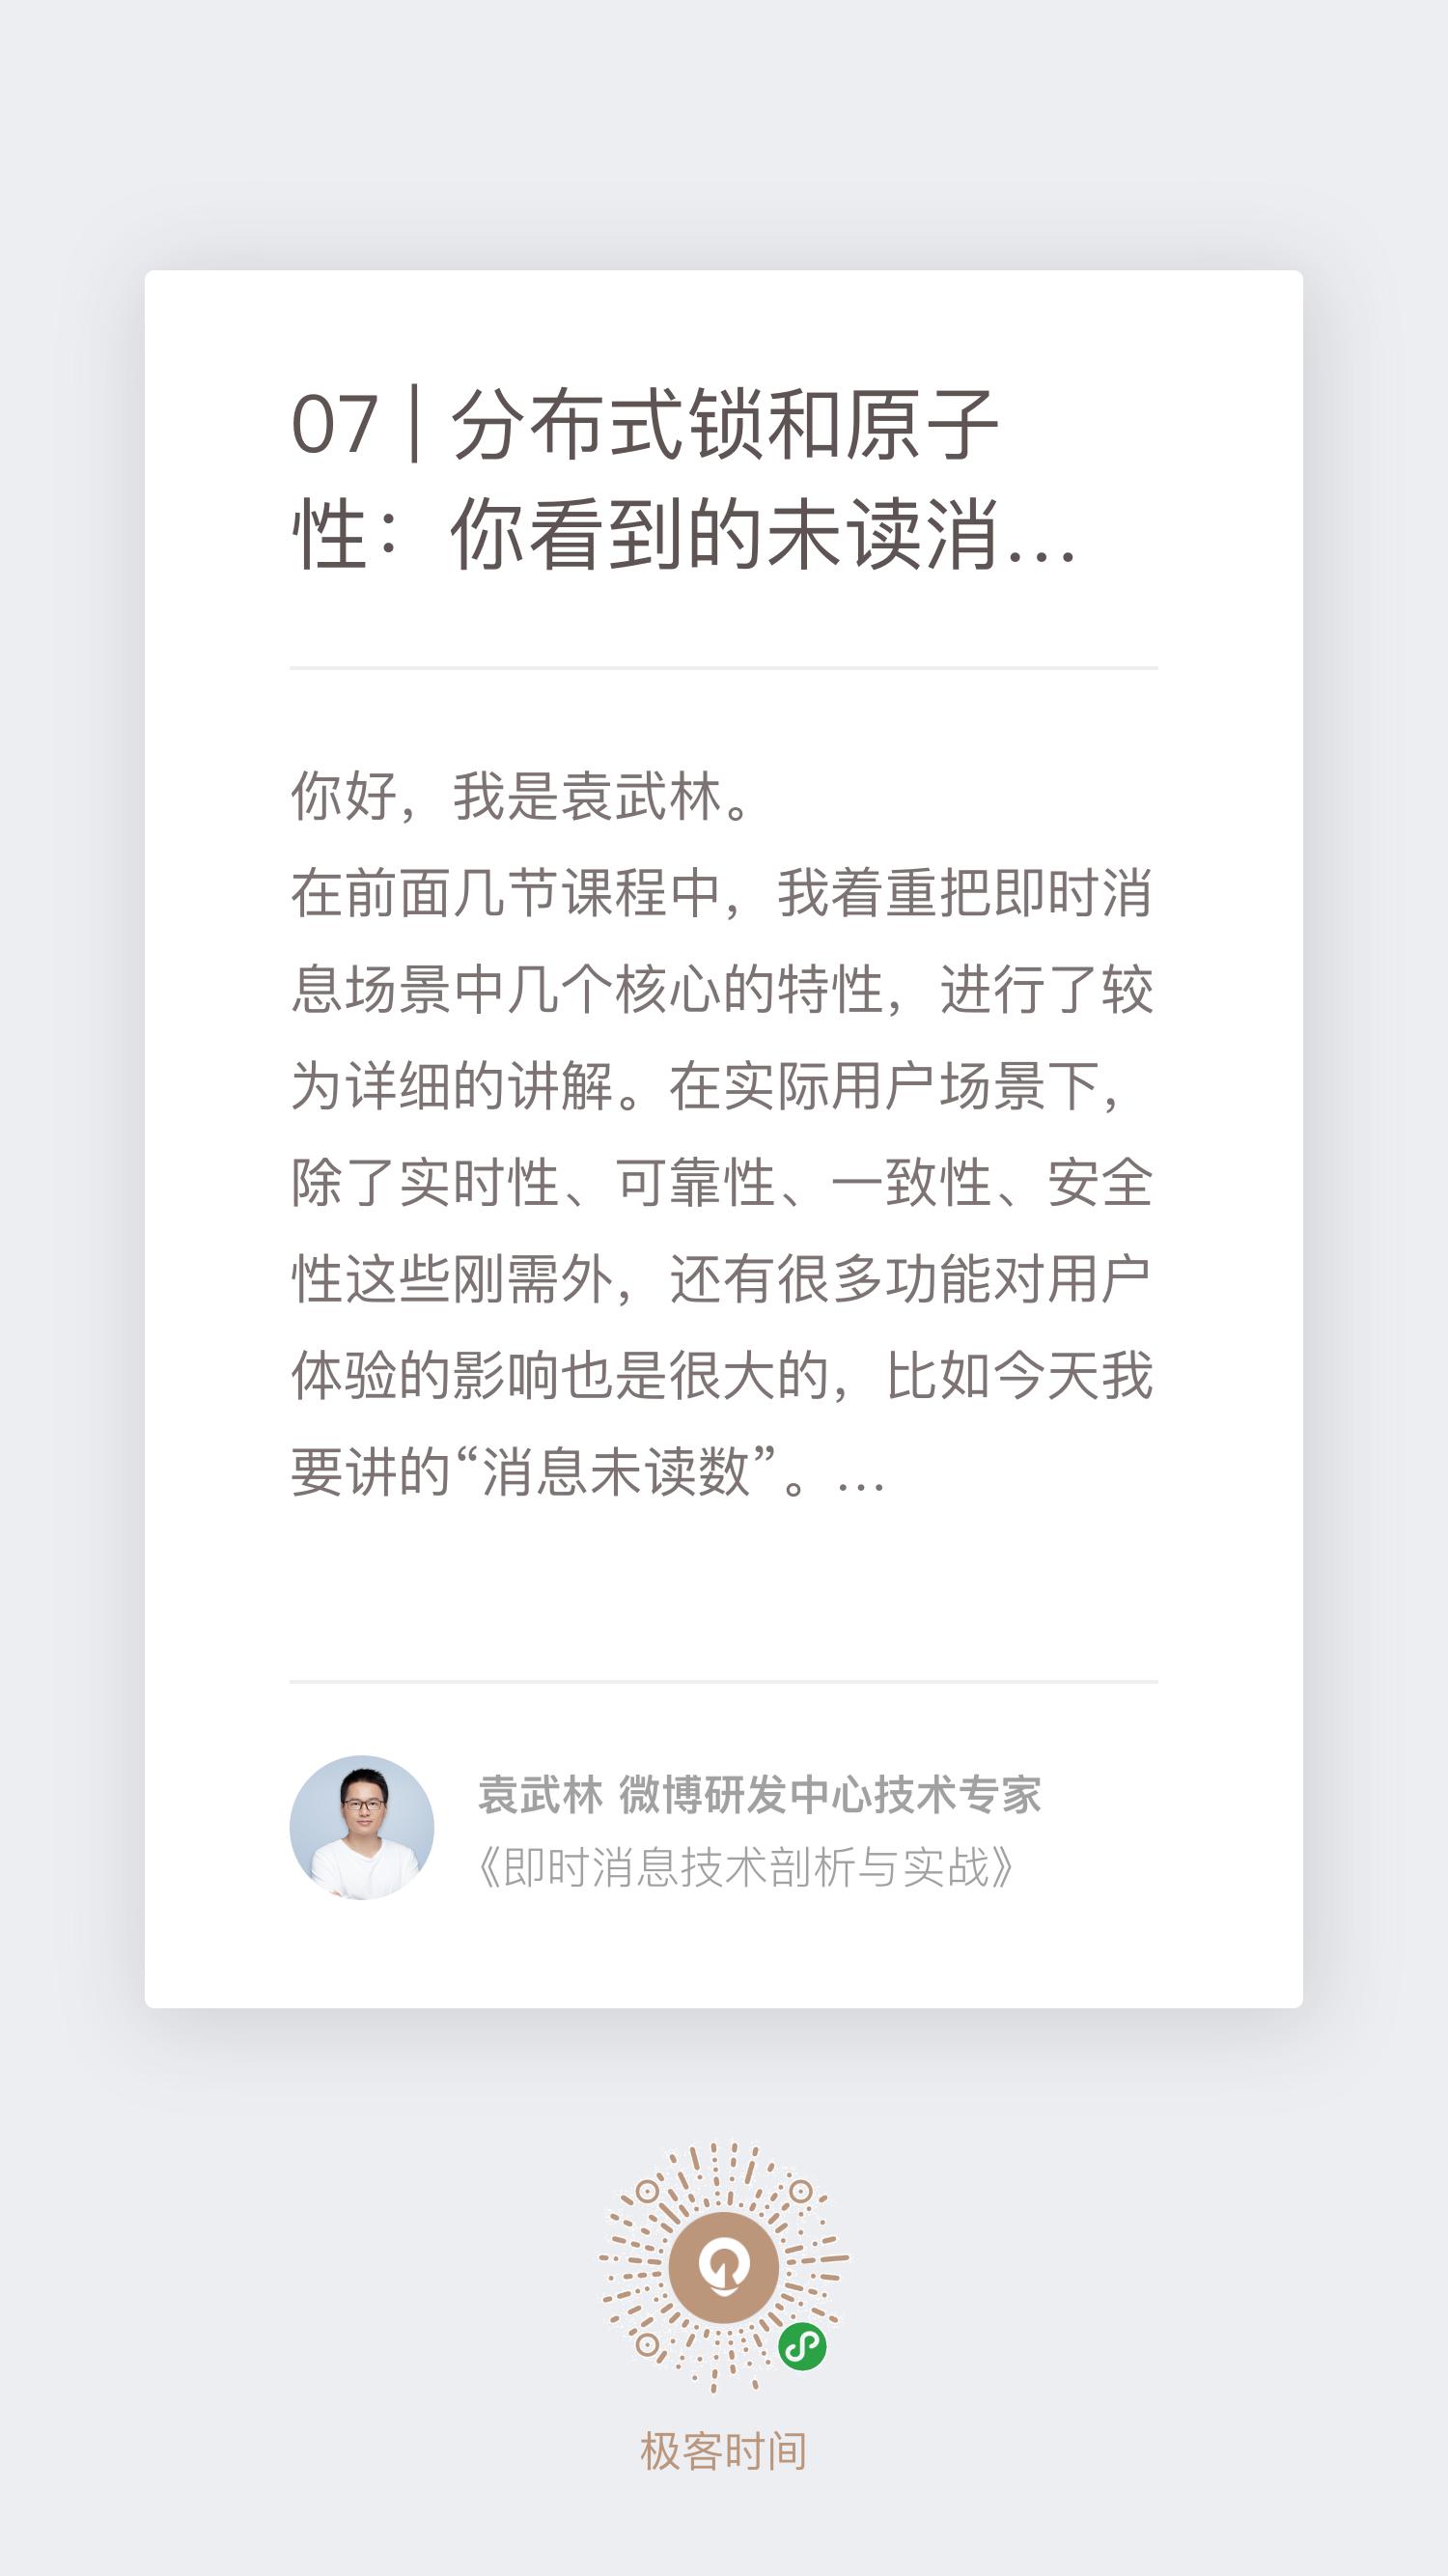 07 | 分布式锁和原子
性：你看到的未读消...
你好，我是袁武林。
在前面几节课程中，我着重把即时消
息场景中几个核心的特性，进行了较
为详细的讲解。在实际用户场景下，
除了实时性、可靠性、一致性、安全
性这些刚需外，还有很多功能对用户
体验的影响也是很大的，比如今天我
要讲的“消息未读数”。...
袁武林 微博研发中心技术专家
《即时消息技术剖析与实战》
极客时间